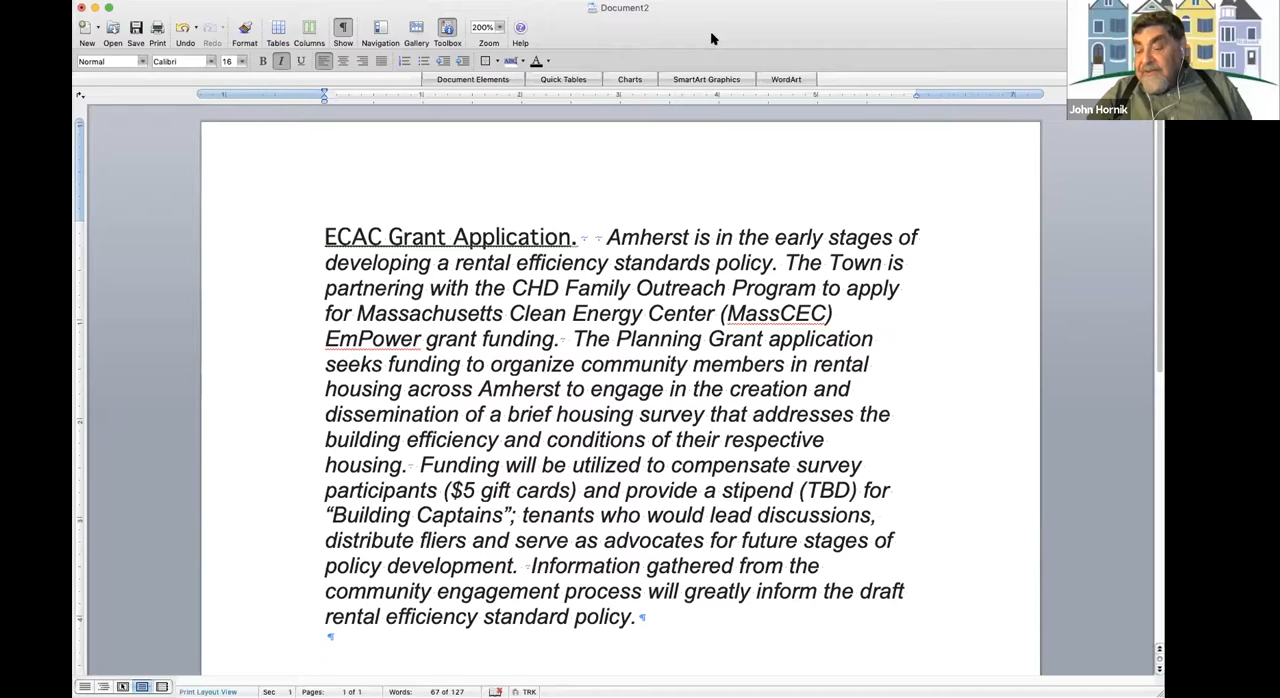 Document2
New Open Save Print Undo Redo Format Tables Columns Show Navigation Gallery Toolbox Zoom Help
200%
Normal Calibri 16 B I U
Document Elements Quick Tables Charts SmartArt Graphics WordArt
John Hornik
ECAC Grant Application. Amherst is in the early stages of
developing a rental efficiency standards policy. The Town is
partnering with the CHD Family Outreach Program to apply
for Massachusetts Clean Energy Center (MassCEC)
EmPower grant funding. The Planning Grant application
seeks funding to organize community members in rental
housing across Amherst to engage in the creation and
dissemination of a brief housing survey that addresses the
building efficiency and conditions of their respective
housing. Funding will be utilized to compensate survey
participants ($5 gift cards) and provide a stipend (TBD) for
“Building Captains”; tenants who would lead discussions,
distribute fliers and serve as advocates for future stages of
policy development. Information gathered from the
community engagement process will greatly inform the draft
rental efficiency standard policy.
Print Layout View Sec 1 Pages: 1 of 1 Words: 67 of 127 TRK